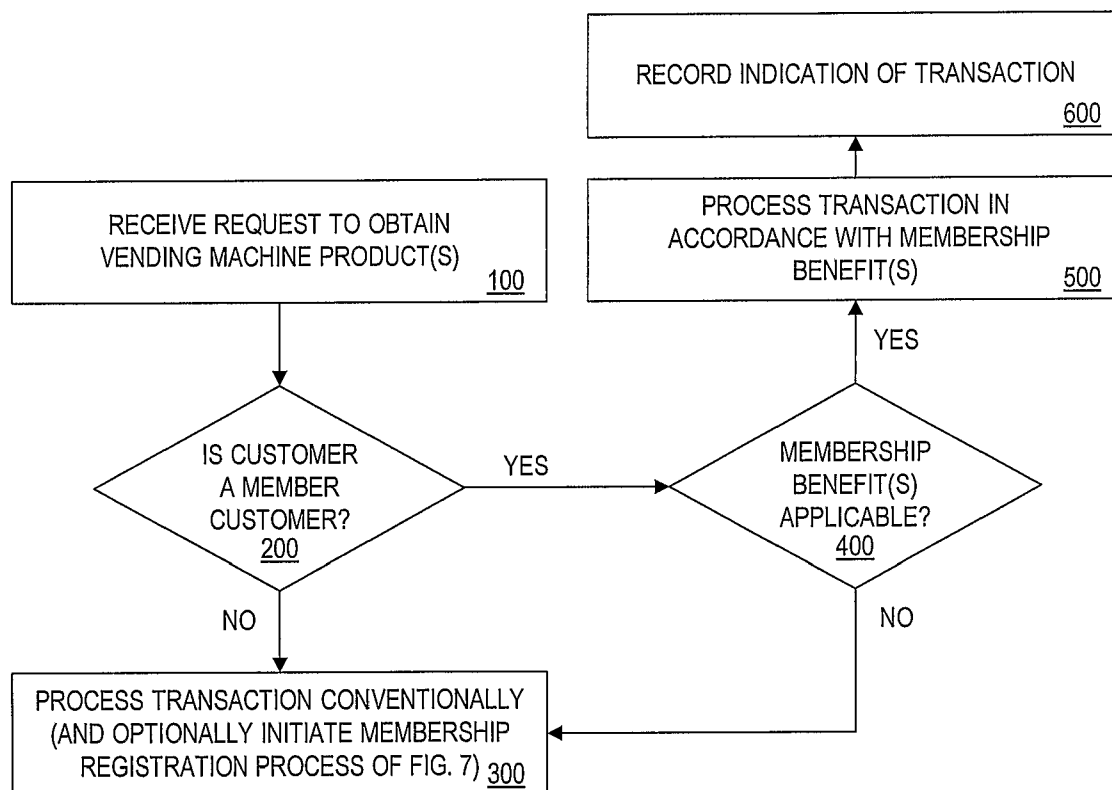 RECORD INDICATION OF TRANSACTION
600
RECEIVE REQUEST TO OBTAIN
VENDING MACHINE PRODUCT(S)
100
PROCESS TRANSACTION IN
ACCORDANCE WITH MEMBERSHIP
BENEFIT(S)
500
YES
IS CUSTOMER
A MEMBER
CUSTOMER?
200
YES
MEMBERSHIP
BENEFIT(S)
APPLICABLE?
400
NO
NO
PROCESS TRANSACTION CONVENTIONALLY
(AND OPTIONALLY INITIATE MEMBERSHIP
REGISTRATION PROCESS OF FIG. 7)
300